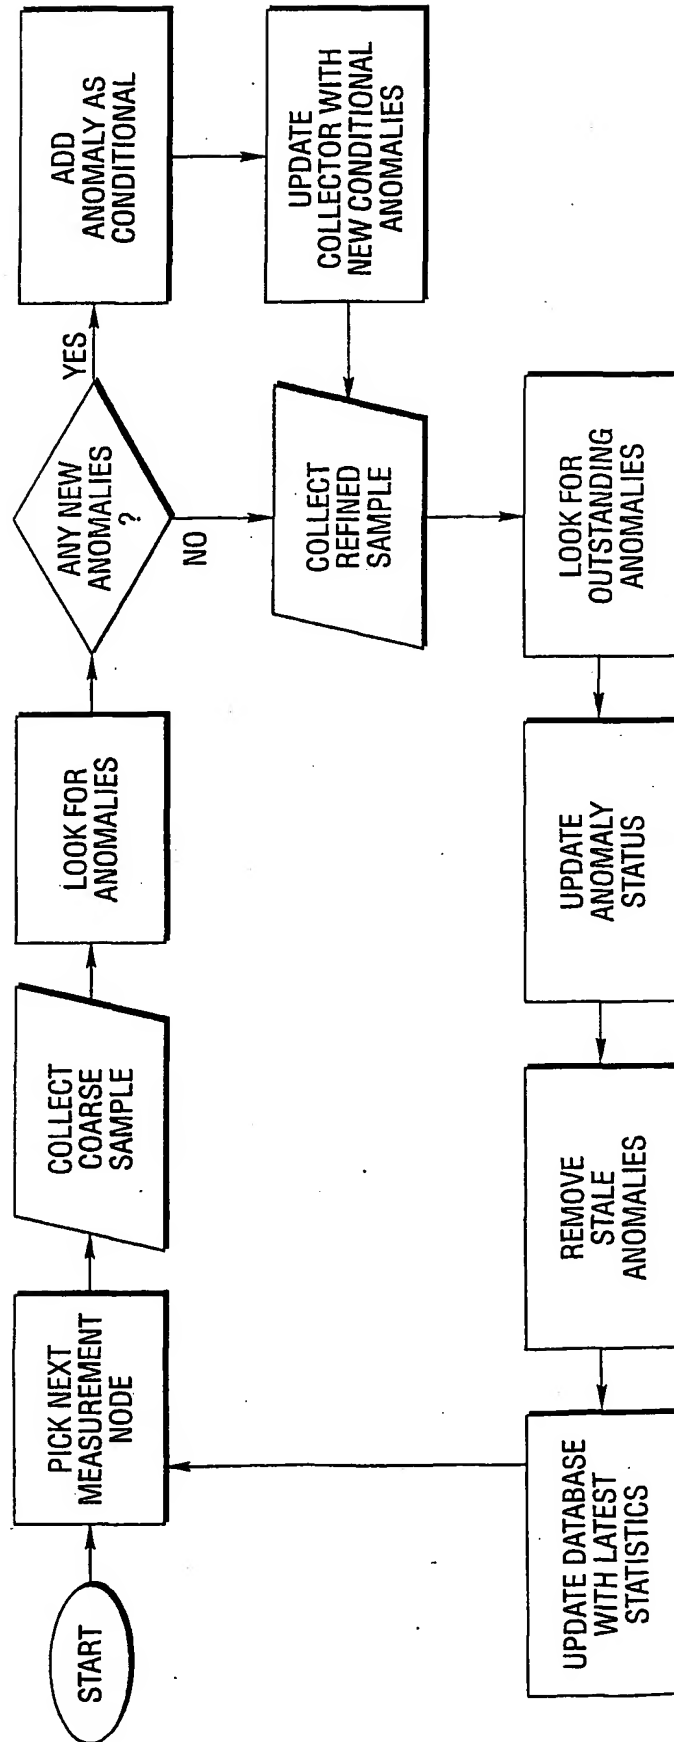 START
PICK NEXT
MEASUREMENT
NODE
COLLECT
COARSE
SAMPLE
LOOK FOR
ANOMALIES
ANY NEW
ANOMALIES
?
YES
NO
ADD
ANOMALY AS
CONDITIONAL
UPDATE
COLLECTOR WITH
NEW CONDITIONAL
ANOMALIES
COLLECT
REFINED
SAMPLE
LOOK FOR
OUTSTANDING
ANOMALIES
UPDATE
ANOMALY
STATUS
REMOVE
STALE
ANOMALIES
UPDATE DATABASE
WITH LATEST
STATISTICS